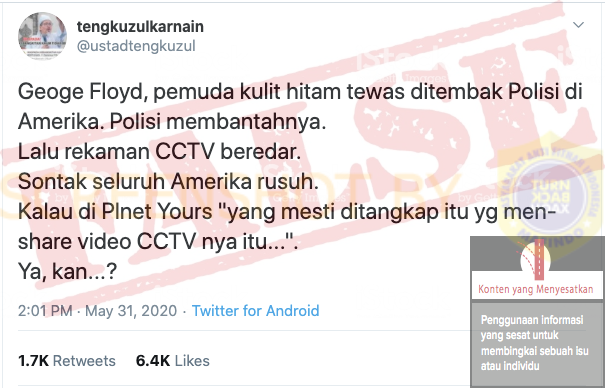 tengkuzulkarnain
@ustadtengkuzul
FALSE
Geoge Floyd, pemuda kulit hitam tewas ditembak Polisi di
Amerika. Polisi membantahnya.
Lalu rekaman CCTV beredar.
Sontak seluruh Amerika rusuh.
Kalau di Plnet Yours "yang mesti ditangkap itu yg men-
share video CCTV nya itu...".
Ya, kan...?
TURN
BACK
HOAX
2:01 PM · May 31, 2020 · Twitter for Android
1.7K Retweets 6.4K Likes
Konten yang Menyesatkan
Penggunaan informasi
yang sesat untuk
membingkai sebuah isu
atau individu